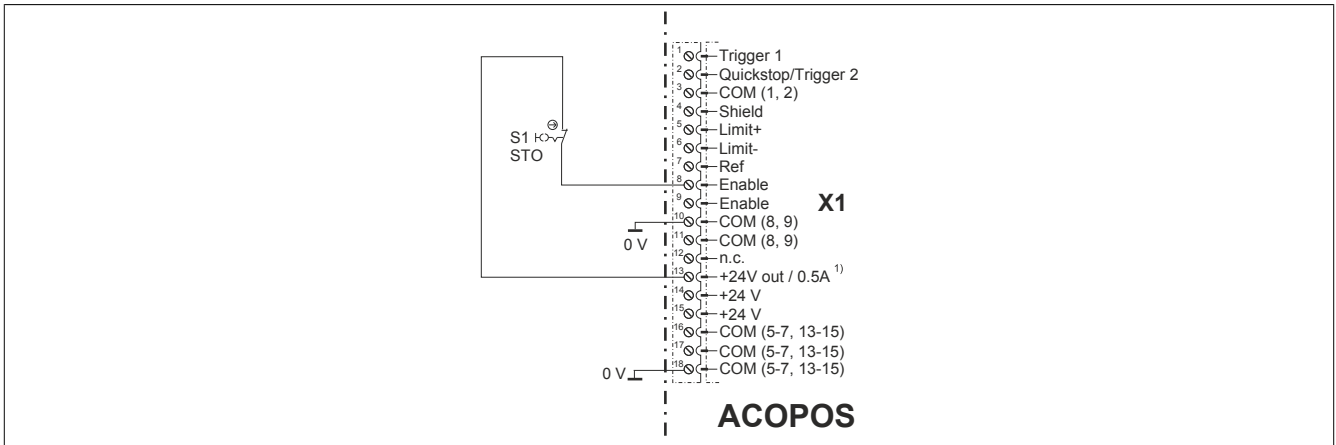 1 Trigger 1
2 Quickstop/Trigger 2
3 COM (1, 2)
4 Shield
5 Limit+
6 Limit-
7 Ref
8 Enable
9 Enable
10 COM (8, 9)
11 COM (8, 9)
12 n.c.
13 +24V out / 0.5A 1)
14 +24 V
15 +24 V
16 COM (5-7, 13-15)
17 COM (5-7, 13-15)
18 COM (5-7, 13-15)
S1
STO
0 V
0 V
X1
ACOPOS